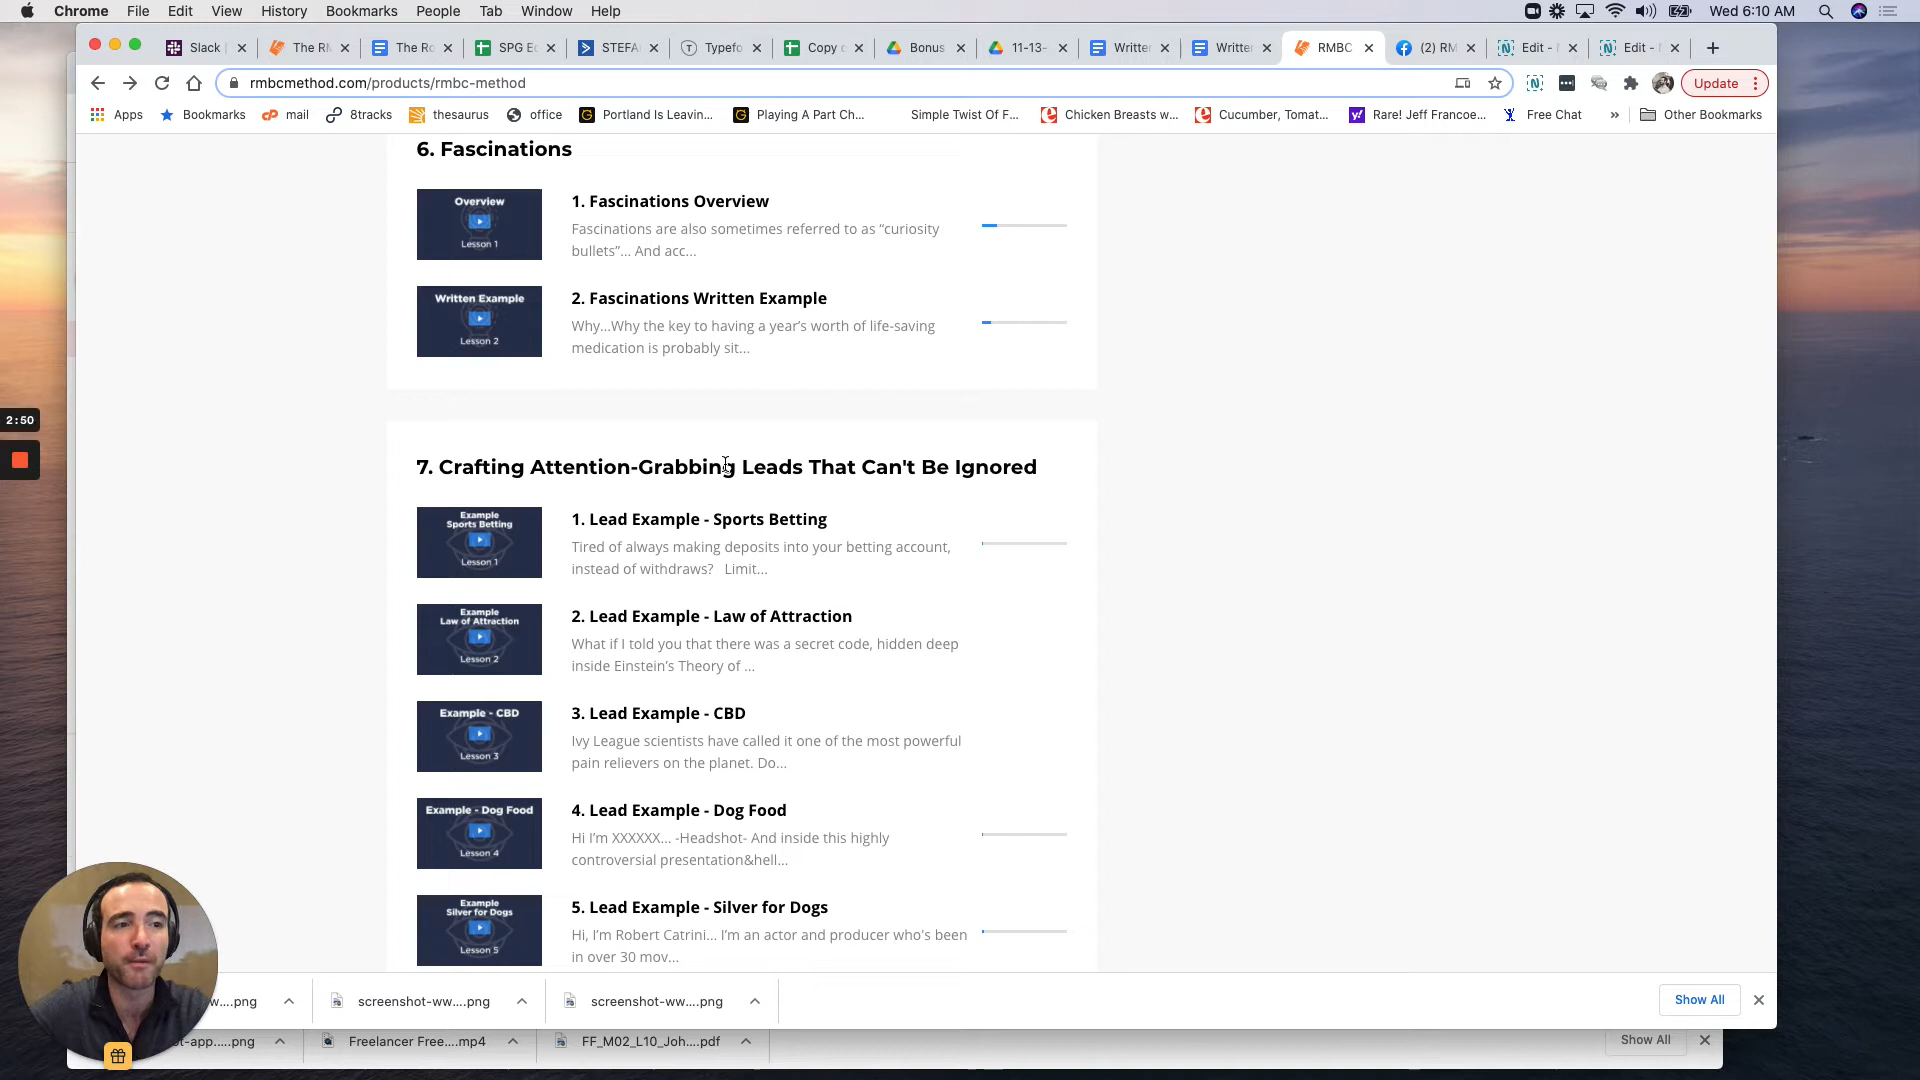 Chrome File Edit View History Bookmarks People Tab Window Help Wed 6:10 AM
Slack The RM The Ro SPG Ec STEFA Typefo Copy c Bonus 11-13- Writte Writte RMBC (2) RM Edit - Edit -
rmbcmethod.com/products/rmbc-method Update
Apps Bookmarks mail 8tracks thesaurus office Portland Is Leavin... Playing A Part Ch... Simple Twist Of F... Chicken Breasts w... Cucumber, Tomat... Rare! Jeff Francoe... Free Chat » Other Bookmarks
6. Fascinations
Overview
Lesson 1
1. Fascinations Overview
Fascinations are also sometimes referred to as “curiosity
bullets”... And acc...
Written Example
Lesson 2
2. Fascinations Written Example
Why...Why the key to having a year’s worth of life-saving
medication is probably sit...
2:50
7. Crafting Attention-Grabbing Leads That Can't Be Ignored
Example
Sports Betting
Lesson 1
1. Lead Example - Sports Betting
Tired of always making deposits into your betting account,
instead of withdraws? Limit...
Example
Law of Attraction
Lesson 2
2. Lead Example - Law of Attraction
What if I told you that there was a secret code, hidden deep
inside Einstein’s Theory of ...
Example - CBD
Lesson 3
3. Lead Example - CBD
Ivy League scientists have called it one of the most powerful
pain relievers on the planet. Do...
Example - Dog Food
Lesson 4
4. Lead Example - Dog Food
Hi I’m XXXXXX... -Headshot- And inside this highly
controversial presentation&hell...
Example
Silver for Dogs
Lesson 5
5. Lead Example - Silver for Dogs
Hi, I’m Robert Catrini... I’m an actor and producer who's been
in over 30 mov...
w....png screenshot-ww....png screenshot-ww....png Show All
ot-app.....png Freelancer Free....mp4 FF_M02_L10_Joh....pdf Show All